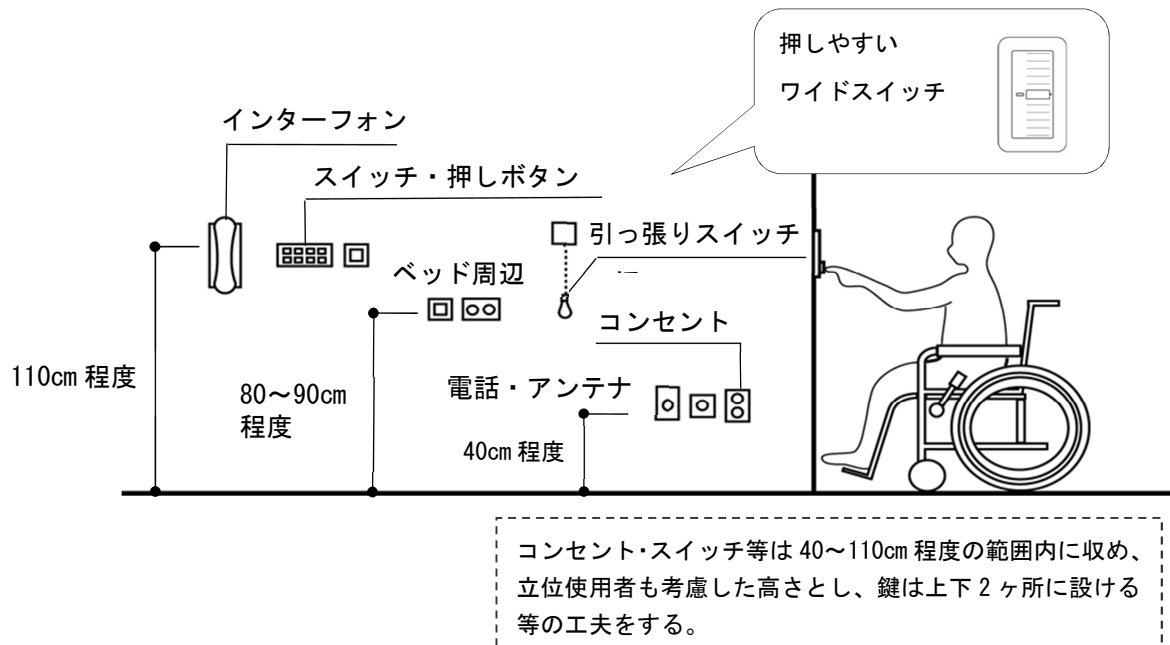 押しやすい
ワイドスイッチ
インターフォン
スイッチ・押しボタン
引っ張りスイッチ
ベッド周辺
コンセント
110cm 程度
80～90cm
程度
電話・アンテナ
40cm 程度
コンセント・スイッチ等は 40～110cm 程度の範囲内に収め、
立位使用者も考慮した高さとし、鍵は上下 2 ヶ所に設ける
等の工夫をする。